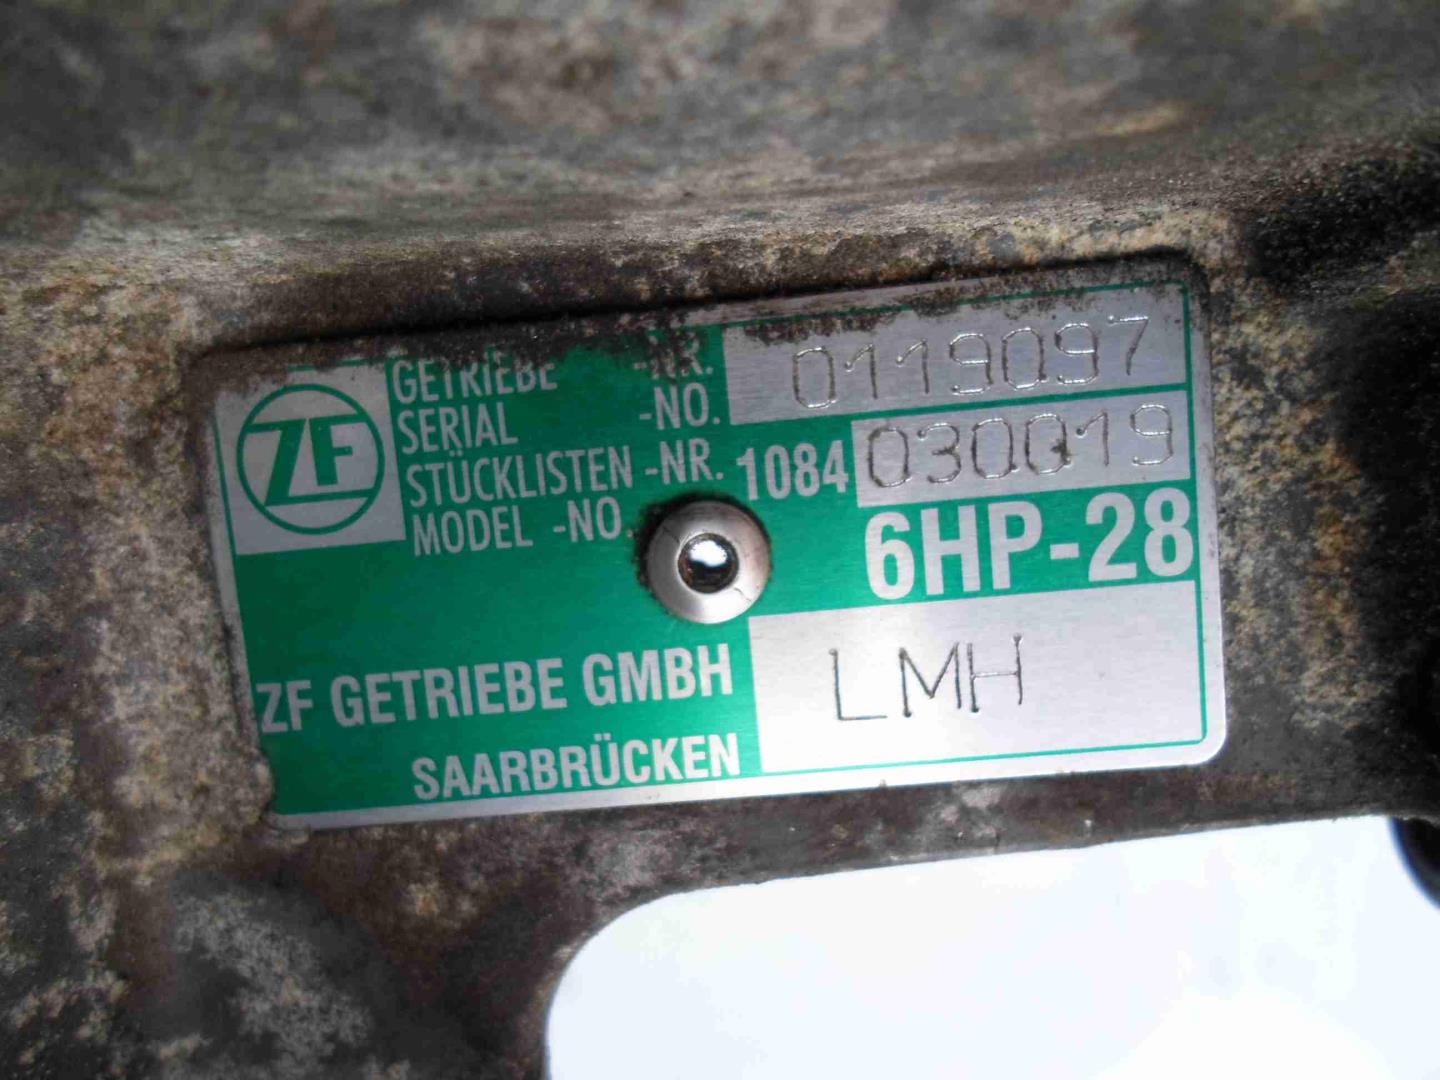 ZF
GETRIEBE -NR. 0119097
SERIAL -NO.
STÜCKLISTEN -NR. 1084 030019
MODEL -NO. 6HP-28
ZF GETRIEBE GMBH LMH
SAARBRÜCKEN